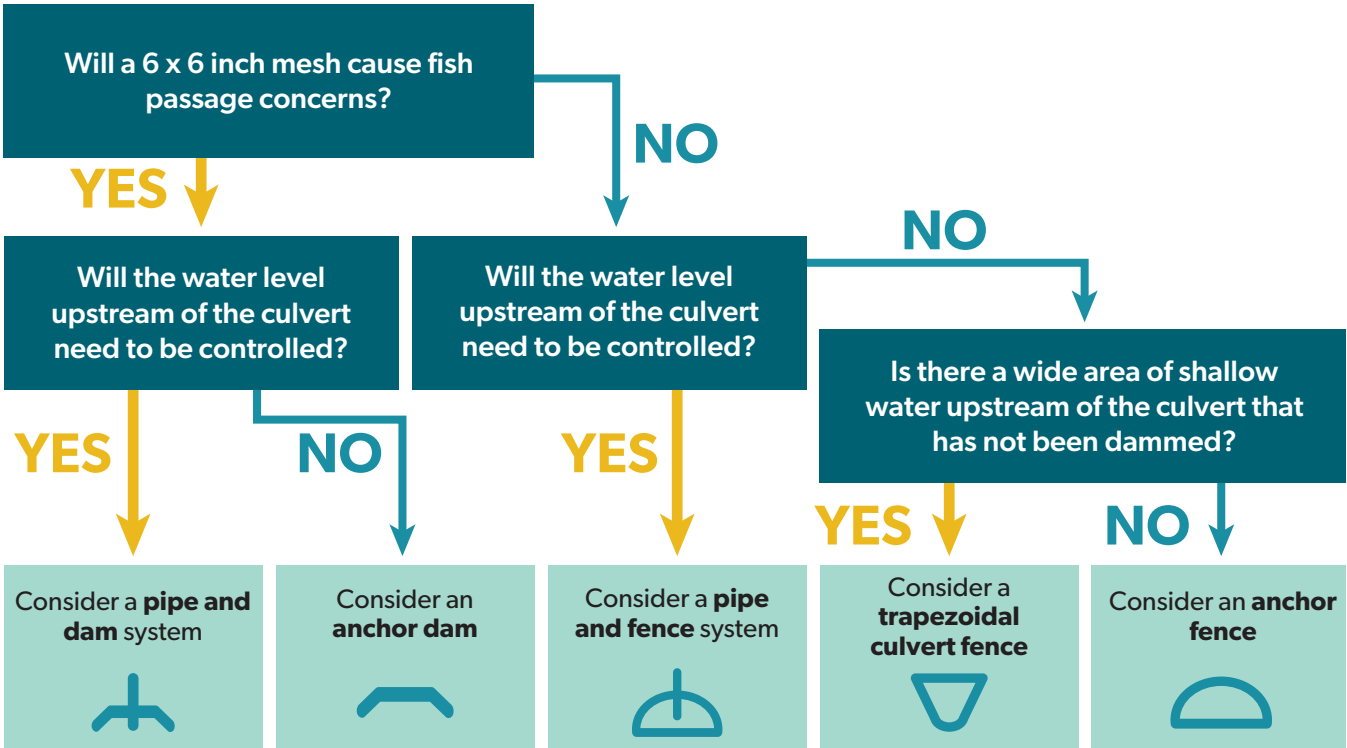 Will a 6 x 6 inch mesh cause fish
passage concerns?
NO
YES
NO
Will the water level
upstream of the culvert
need to be controlled?
Will the water level
upstream of the culvert
need to be controlled?
Is there a wide area of shallow
water upstream of the culvert that
has not been dammed?
YES
NO
YES
YES
NO
Consider a pipe and
dam system
Consider an
anchor dam
Consider a pipe
and fence system
Consider a
trapezoidal
culvert fence
Consider an anchor
fence